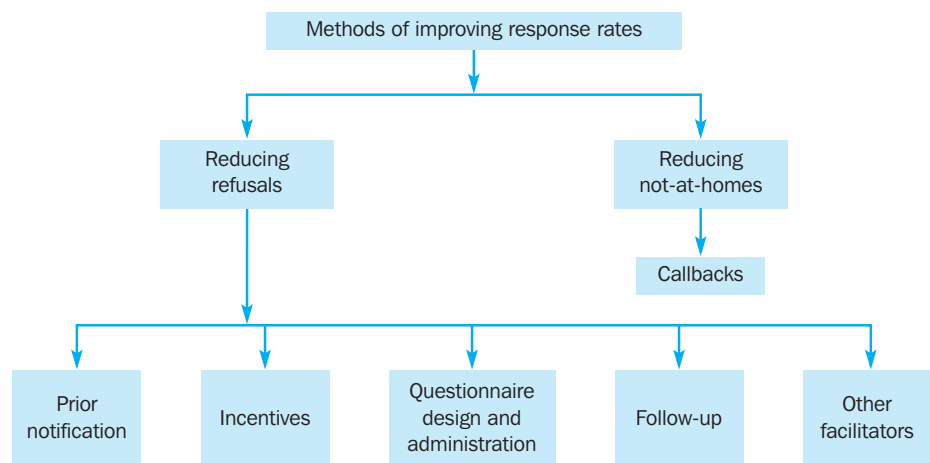 Methods of improving response rates
Reducing
refusals
Reducing
not-at-homes
Callbacks
Prior
notification
Incentives
Questionnaire
design and
administration
Follow-up
Other
facilitators